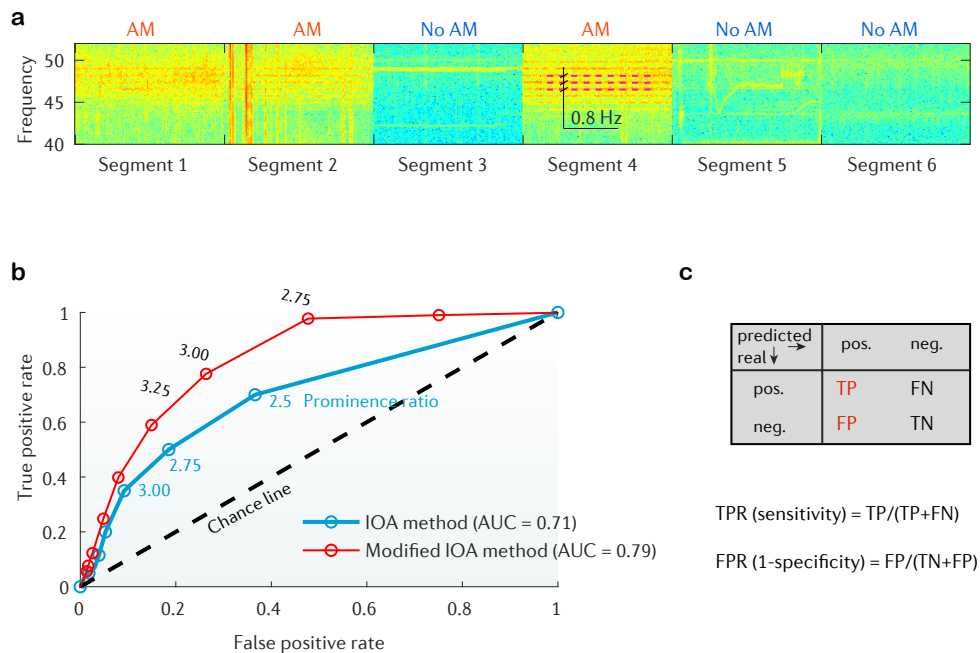 a
AM AM No AM AM No AM No AM
Frequency
50
45
40
0.8 Hz
Segment 1 Segment 2 Segment 3 Segment 4 Segment 5 Segment 6
b
True positive rate
1
0.8
0.6
0.4
0.2
0
2.75
3.00
3.25
2.5 Prominence ratio
2.75
3.00
Chance line
IOA method (AUC = 0.71)
Modified IOA method (AUC = 0.79)
0 0.2 0.4 0.6 0.8 1
False positive rate
c
predicted
real
pos. neg.
pos. TP FN
neg. FP TN
TPR (sensitivity) = TP/(TP+FN)
FPR (1-specificity) = FP/(TN+FP)